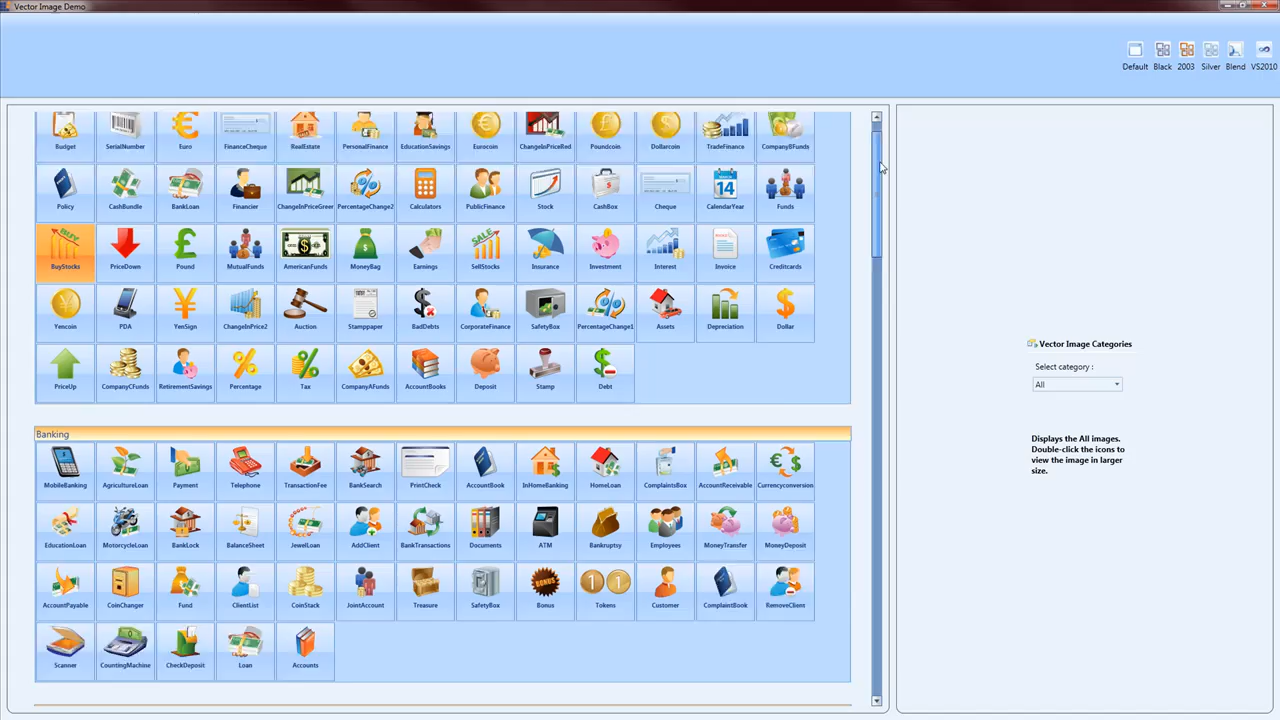 Vector Image Demo
Default Black 2003 Silver Blend VS2010
Budget SerialNumber Euro FinanceCheque RealEstate PersonalFinance EducationSavings Eurocoin ChangeInPriceRed Poundcoin Dollarcoin TradeFinance CompanyBFunds
Policy CashBundle BankLoan Financier ChangeInPriceGreer PercentageChange2 Calculators PublicFinance Stock CashBox Cheque CalendarYear Funds
BuyStocks PriceDown Pound MutualFunds AmericanFunds MoneyBag Earnings SellStocks Insurance Investment Interest Invoice Creditcards
Yencoin PDA YenSign ChangeInPrice2 Auction Stamppaper BadDebts CorporateFinance SafetyBox PercentageChange1 Assets Depreciation Dollar
PriceUp CompanyCFunds RetirementSavings Percentage Tax CompanyAFunds AccountBooks Deposit Stamp Debt
Banking
MobileBanking AgricultureLoan Payment Telephone TransactionFee BankSearch PrintCheck AccountBook InHomeBanking HomeLoan ComplaintsBox AccountReceivable Currencyconversion
EducationLoan MotorcycleLoan BankLock BalanceSheet JewelLoan AddClient BankTransactions Documents ATM Bankruptsy Employees MoneyTransfer MoneyDeposit
AccountPayable CoinChanger Fund ClientList CoinStack JointAccount Treasure SafetyBox Bonus Tokens Customer ComplaintBook RemoveClient
Scanner CountingMachine CheckDeposit Loan Accounts
Vector Image Categories
Select category :
All
Displays the All images.
Double-click the icons to
view the image in larger
size.